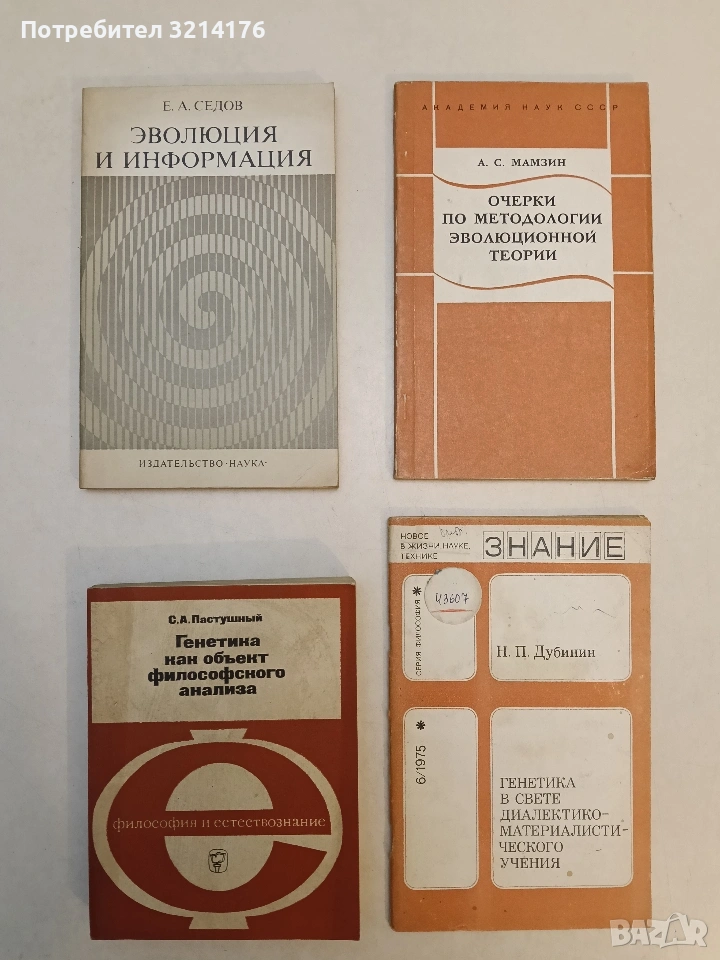 Потребител 3214176
Е. А. СЕДОВ
ЭВОЛЮЦИЯ
И ИНФОРМАЦИЯ
ИЗДАТЕЛЬСТВО «НАУКА»
АКАДЕМИЯ НАУК СССР
А. С. МАМЗИН
ОЧЕРКИ
ПО МЕТОДОЛОГИИ
ЭВОЛЮЦИОННОЙ
ТЕОРИИ
С.А.Пастушный
Генетика
как объект
философского
анализа
философия и естествознание
НОВОЕ
В ЖИЗНИ, НАУКЕ,
ТЕХНИКЕ
ЗНАНИЕ
СЕРИЯ ФИЛОСОФИЯ *
43607
Н. П. Дубинин
6/1975 *
ГЕНЕТИКА
В СВЕТЕ
ДИАЛЕКТИКО-
МАТЕРИАЛИСТИ-
ЧЕСКОГО
УЧЕНИЯ
BAZAR